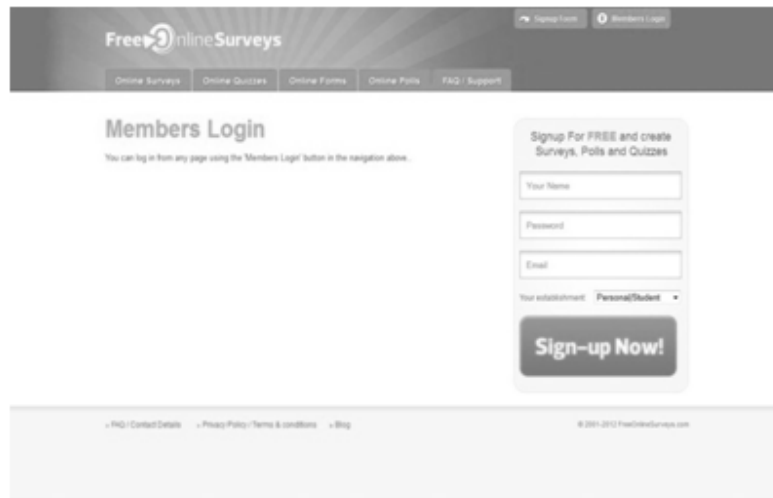 Signup Form
Members Login
Free OnlineSurveys
Online Surveys
Online Quizzes
Online Forms
Online Polls
FAQ / Support
Members Login
You can log in from any page using the 'Members Login' button in the navigation above.
Signup For FREE and create
Surveys, Polls and Quizzes
Your Name
Password
Email
Your establishment: Personal/Student
Sign-up Now!
» FAQ / Contact Details » Privacy Policy / Terms & conditions » Blog
© 2001-2012 FreeOnlineSurveys.com